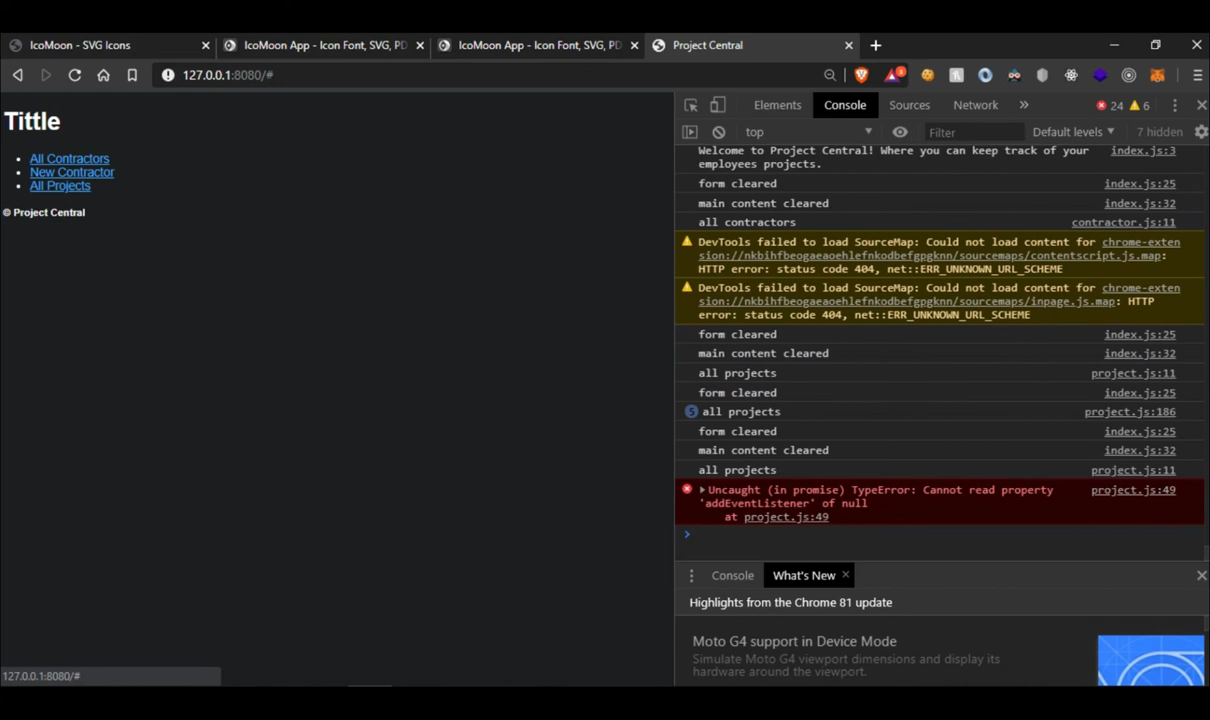 IcoMoon - SVG Icons
IcoMoon App - Icon Font, SVG, PD
IcoMoon App - Icon Font, SVG, PD
Project Central
127.0.0.1:8080/#
3
Tittle
All Contractors
New Contractor
All Projects
© Project Central
127.0.0.1:8080/#
Elements
Console
Sources
Network
24
6
top
Filter
Default levels
7 hidden
Welcome to Project Central! Where you can keep track of your index.js:3
employees projects.
form cleared index.js:25
main content cleared index.js:32
all contractors contractor.js:11
DevTools failed to load SourceMap: Could not load content for chrome-exten
sion://nkbihfbeogaeaoehlefnkodbefgpgknn/sourcemaps/contentscript.js.map:
HTTP error: status code 404, net::ERR_UNKNOWN_URL_SCHEME
DevTools failed to load SourceMap: Could not load content for chrome-exten
sion://nkbihfbeogaeaoehlefnkodbefgpgknn/sourcemaps/inpage.js.map: HTTP
error: status code 404, net::ERR_UNKNOWN_URL_SCHEME
form cleared index.js:25
main content cleared index.js:32
all projects project.js:11
form cleared index.js:25
5 all projects project.js:186
form cleared index.js:25
main content cleared index.js:32
all projects project.js:11
Uncaught (in promise) TypeError: Cannot read property project.js:49
'addEventListener' of null
at project.js:49
Console
What's New
Highlights from the Chrome 81 update
Moto G4 support in Device Mode
Simulate Moto G4 viewport dimensions and display its
hardware around the viewport.